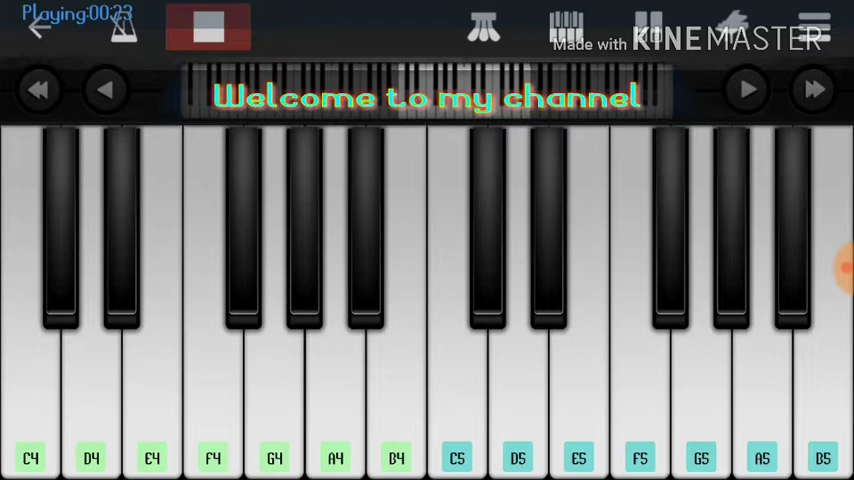 Playing:00:23
Made with KINEMASTER
Welcome to my channel
C4 D4 E4 F4 G4 A4 B4 C5 D5 E5 F5 G5 A5 B5